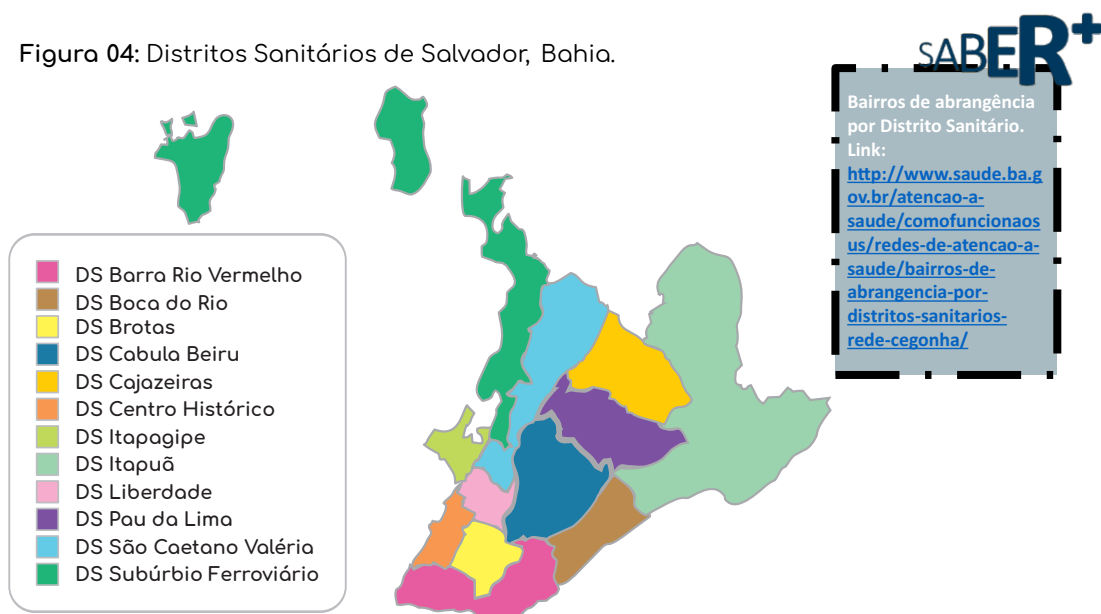 Figura 04: Distritos Sanitários de Salvador, Bahia.
SABER+
Bairros de abrangência
por Distrito Sanitário.
Link:
http://www.saude.ba.g
ov.br/atencao-a-
saude/comofuncionaos
us/redes-de-atencao-a-
saude/bairros-de-
abrangencia-por-
distritos-sanitarios-
rede-cegonha/
DS Barra Rio Vermelho
DS Boca do Rio
DS Brotas
DS Cabula Beiru
DS Cajazeiras
DS Centro Histórico
DS Itapagipe
DS Itapuã
DS Liberdade
DS Pau da Lima
DS São Caetano Valéria
DS Subúrbio Ferroviário